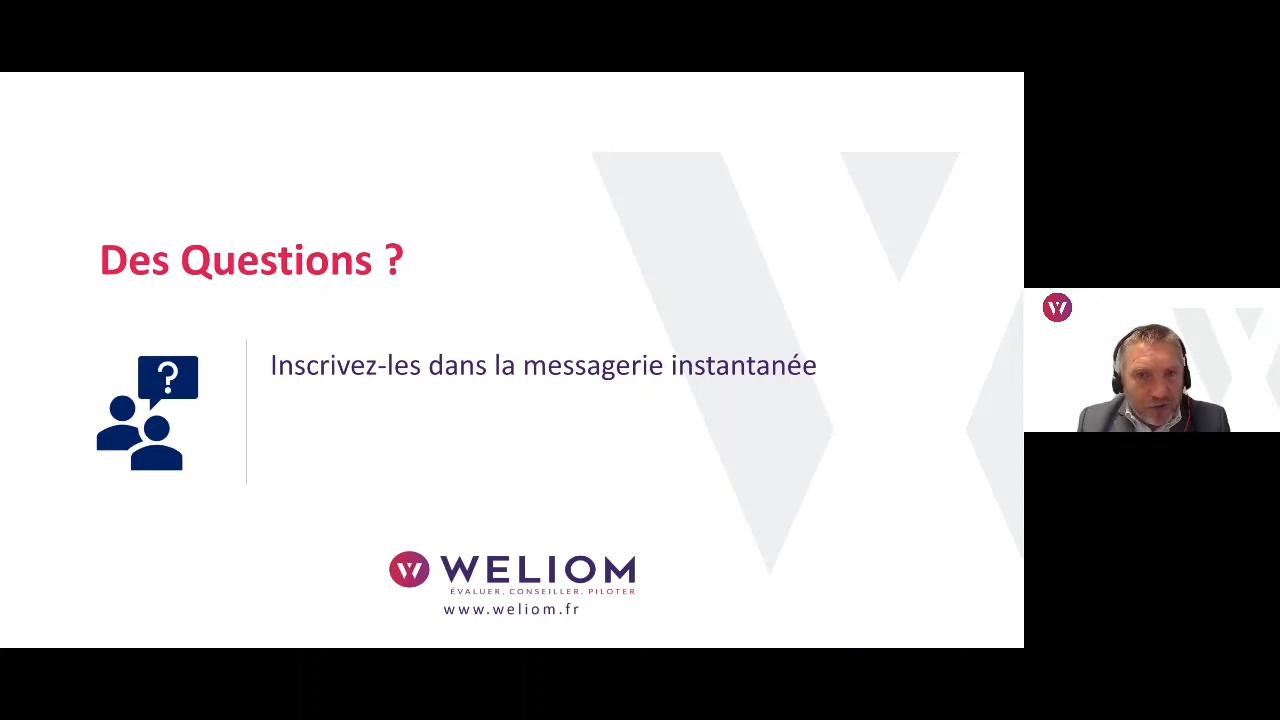 Des Questions ?
?
Inscrivez-les dans la messagerie instantanée
WELIOM
ÉVALUER, CONSEILLER, PILOTER
www.weliom.fr